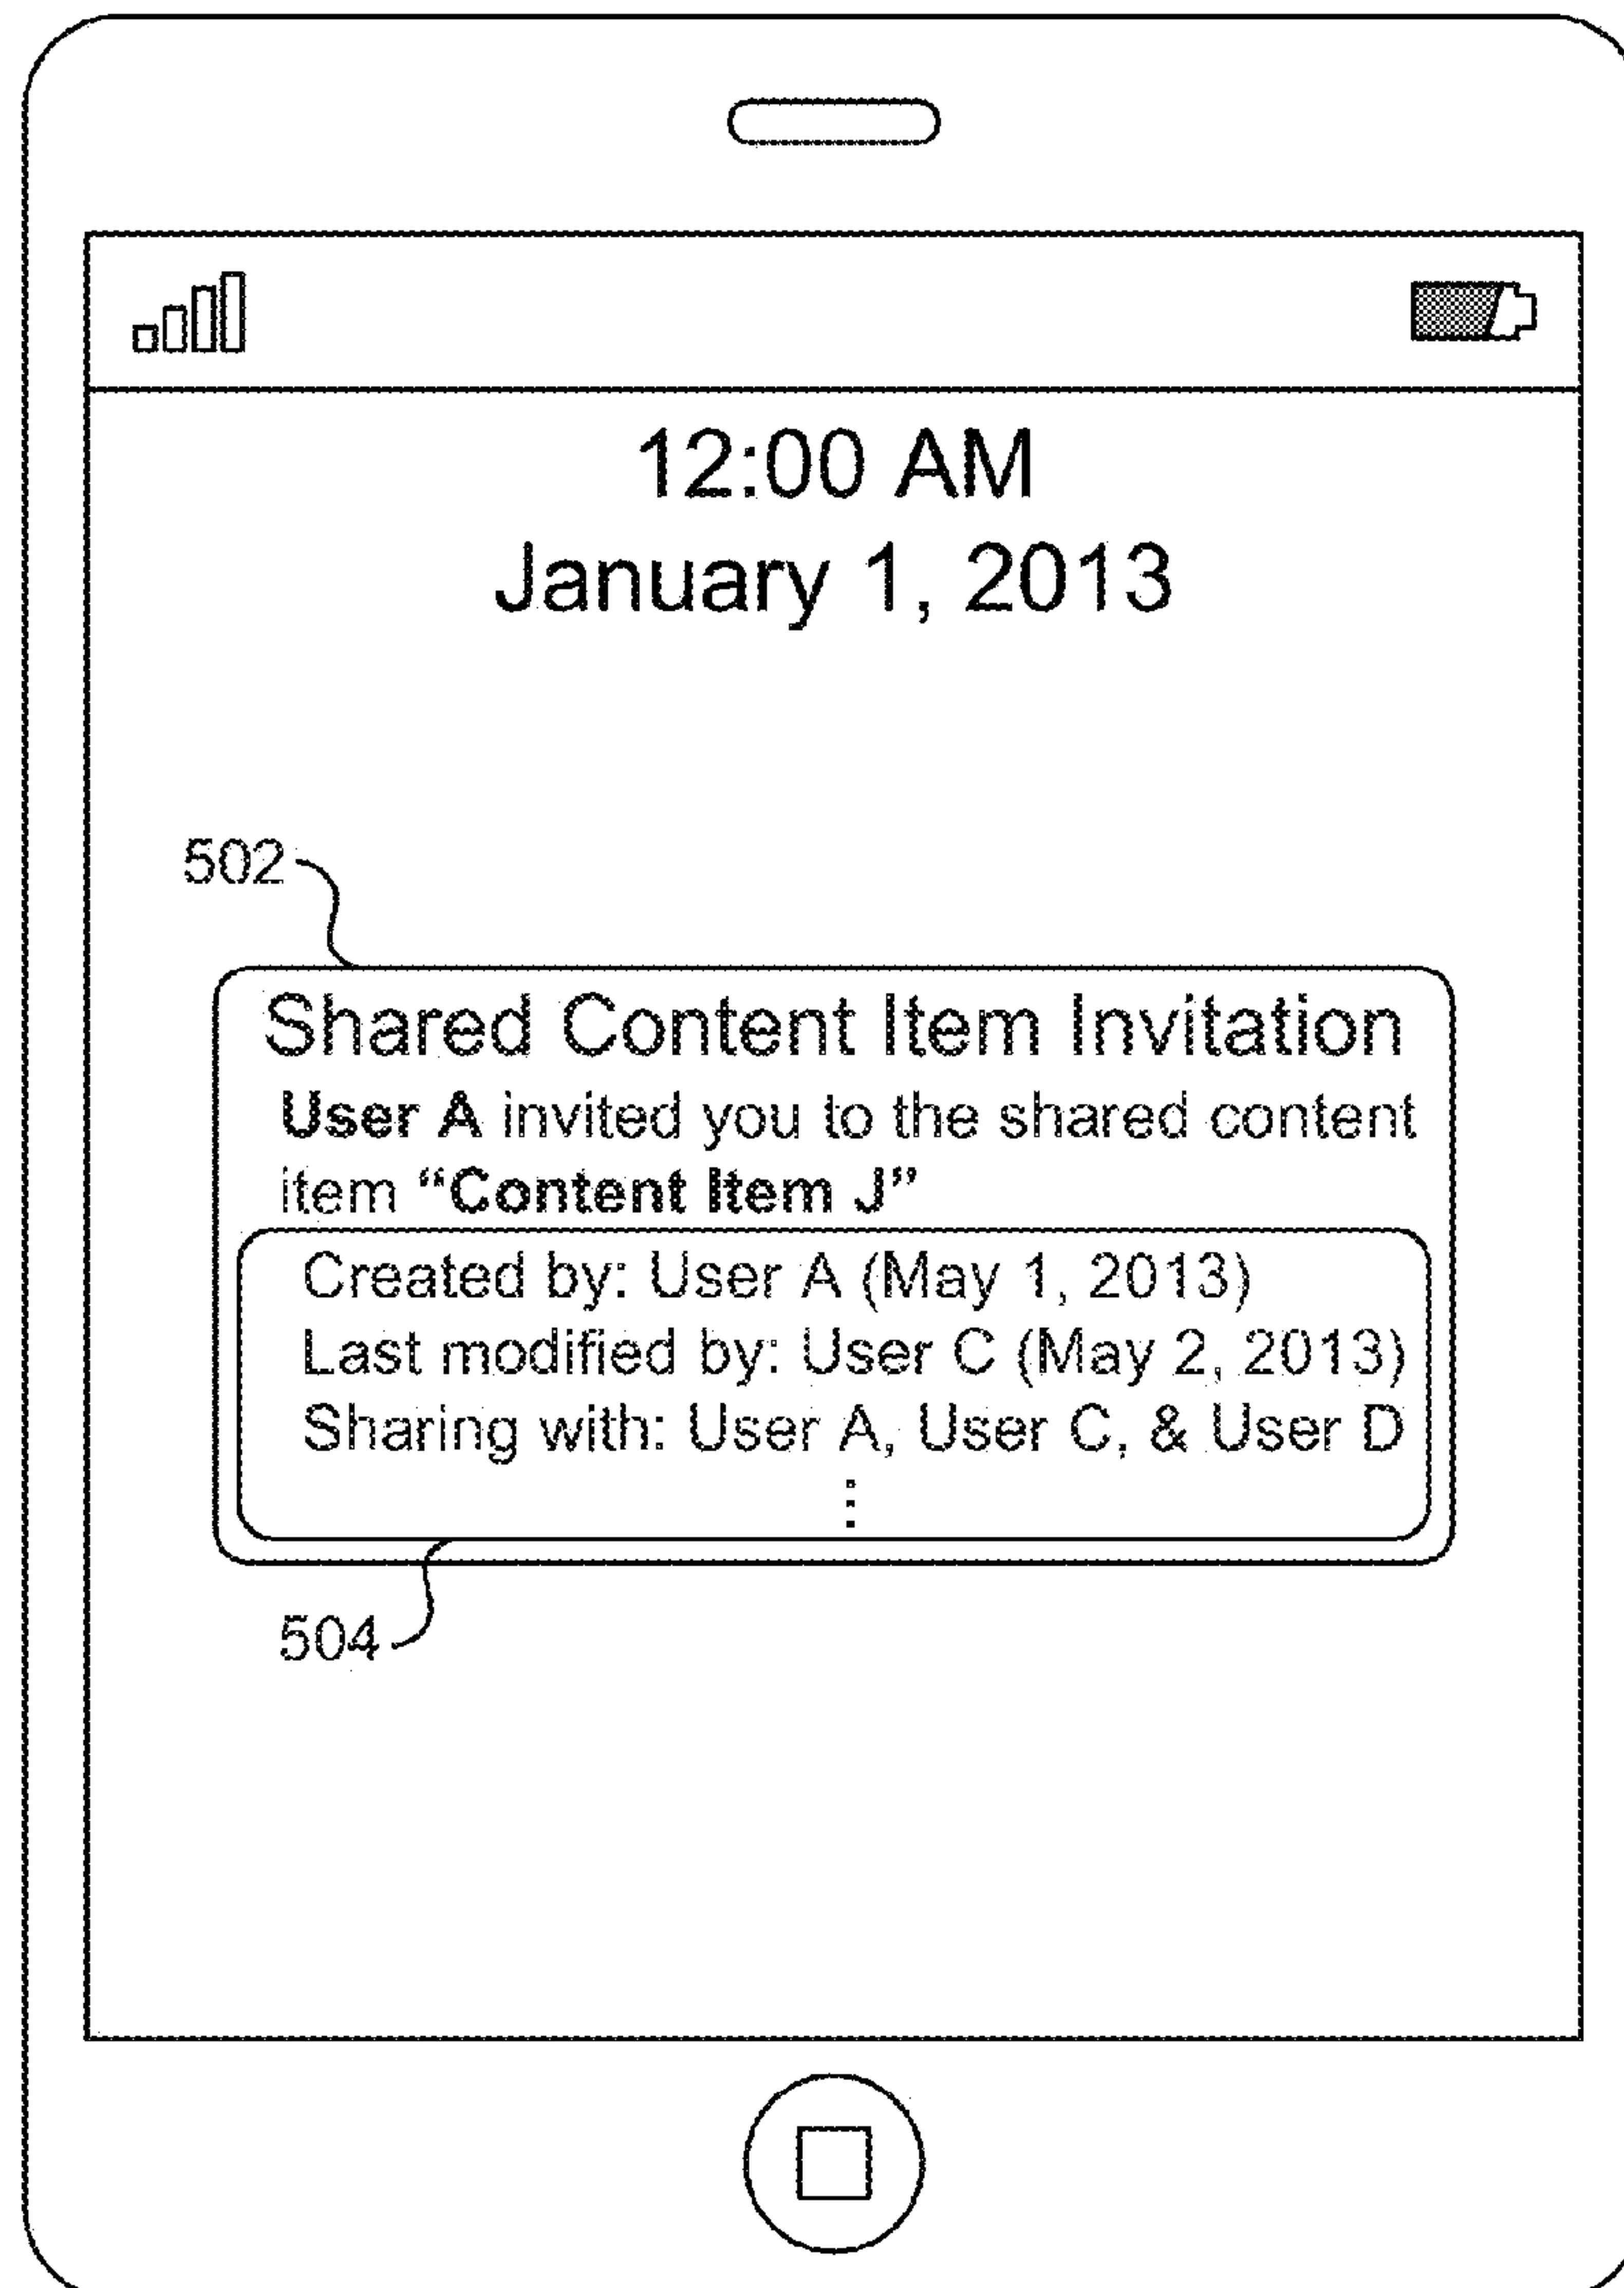 12:00 AM
January 1, 2013
502
Shared Content Item Invitation
User A invited you to the shared content
item “Content Item J”
Created by: User A (May 1, 2013)
Last modified by: User C (May 2, 2013)
Sharing with: User A, User C, & User D
⋮
504